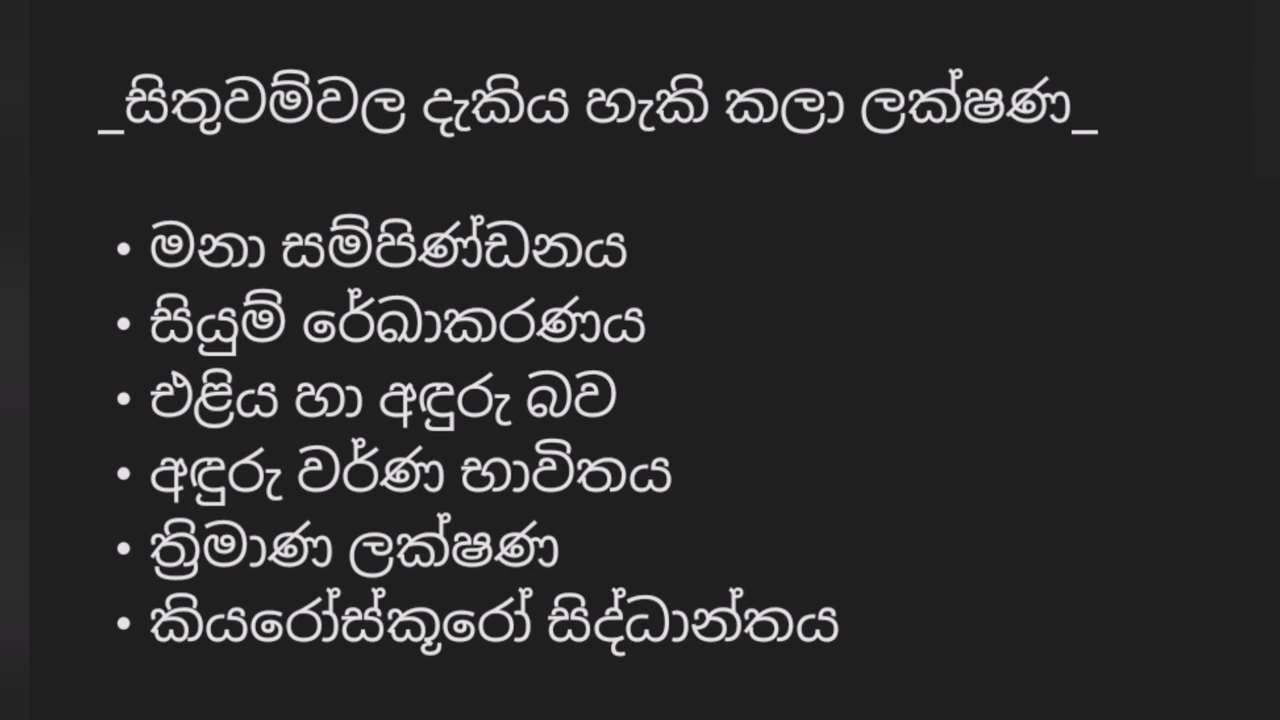 _සිතුවම්වල දැකිය හැකි කලා ලක්ෂණ_
• මනා සම්පිණ්ඩනය
• සියුම් රේඛාකරණය
• එළිය හා අඳුරු බව
• අඳුරු වර්ණ භාවිතය
• ත්‍රිමාණ ලක්ෂණ
• කියරෝස්කූරෝ සිද්ධාන්තය